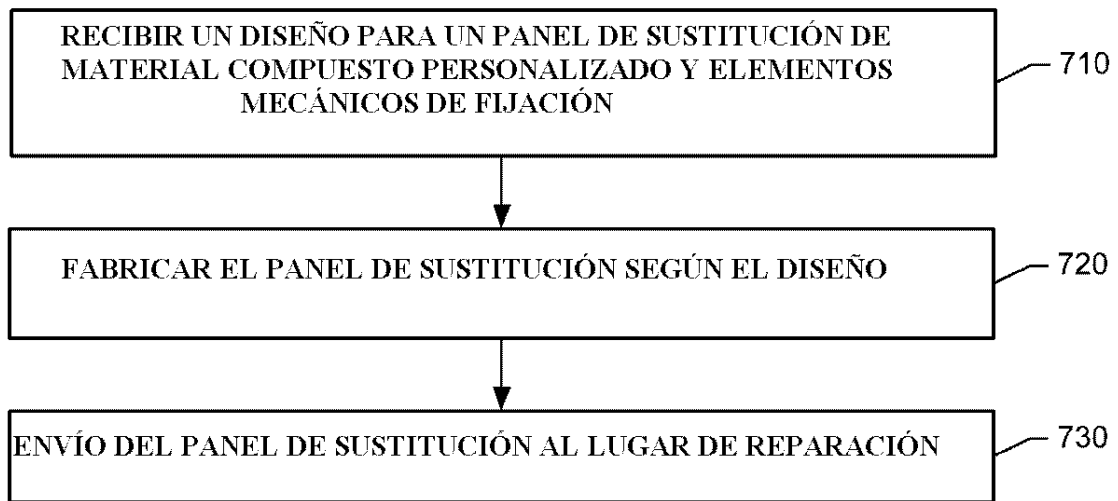 RECIBIR UN DISEÑO PARA UN PANEL DE SUSTITUCIÓN DE
MATERIAL COMPUESTO PERSONALIZADO Y ELEMENTOS
MECÁNICOS DE FIJACIÓN
710
FABRICAR EL PANEL DE SUSTITUCIÓN SEGÚN EL DISEÑO
720
ENVÍO DEL PANEL DE SUSTITUCIÓN AL LUGAR DE REPARACIÓN
730